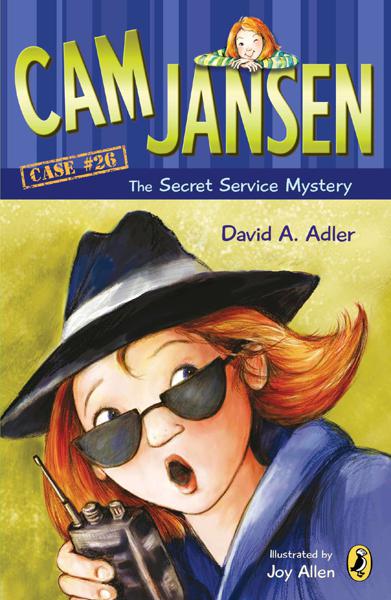 CAM
JANSEN
CASE #26
The Secret Service Mystery
David A. Adler
Illustrated by
Joy Allen